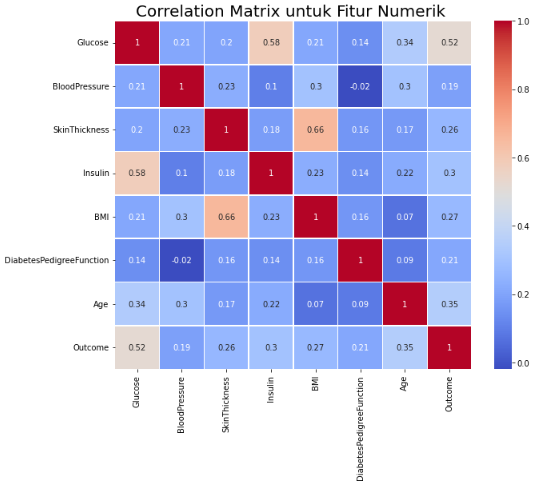 Correlation Matrix untuk Fitur Numerik
Glucose 1 0.21 0.2 0.58 0.21 0.14 0.34 0.52
BloodPressure 0.21 1 0.23 0.1 0.3 -0.02 0.3 0.19
SkinThickness 0.2 0.23 1 0.18 0.66 0.16 0.17 0.26
Insulin 0.58 0.1 0.18 1 0.23 0.14 0.22 0.3
BMI 0.21 0.3 0.66 0.23 1 0.16 0.07 0.27
DiabetesPedigreeFunction 0.14 -0.02 0.16 0.14 0.16 1 0.09 0.21
Age 0.34 0.3 0.17 0.22 0.07 0.09 1 0.35
Outcome 0.52 0.19 0.26 0.3 0.27 0.21 0.35 1
Glucose
BloodPressure
SkinThickness
Insulin
BMI
DiabetesPedigreeFunction
Age
Outcome
1.0
0.8
0.6
0.4
0.2
0.0